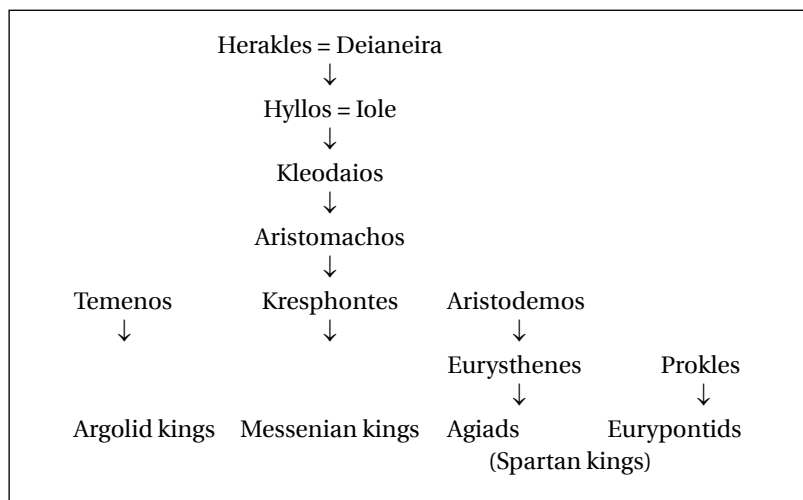 Herakles = Deianeira
↓
Hyllos = Iole
↓
Kleodaios
↓
Aristomachos
↓
Temenos Kresphontes Aristodemos
↓ ↓ ↓
Eurysthenes Prokles
↓ ↓
Argolid kings Messenian kings Agiads Eurypontids
(Spartan kings)